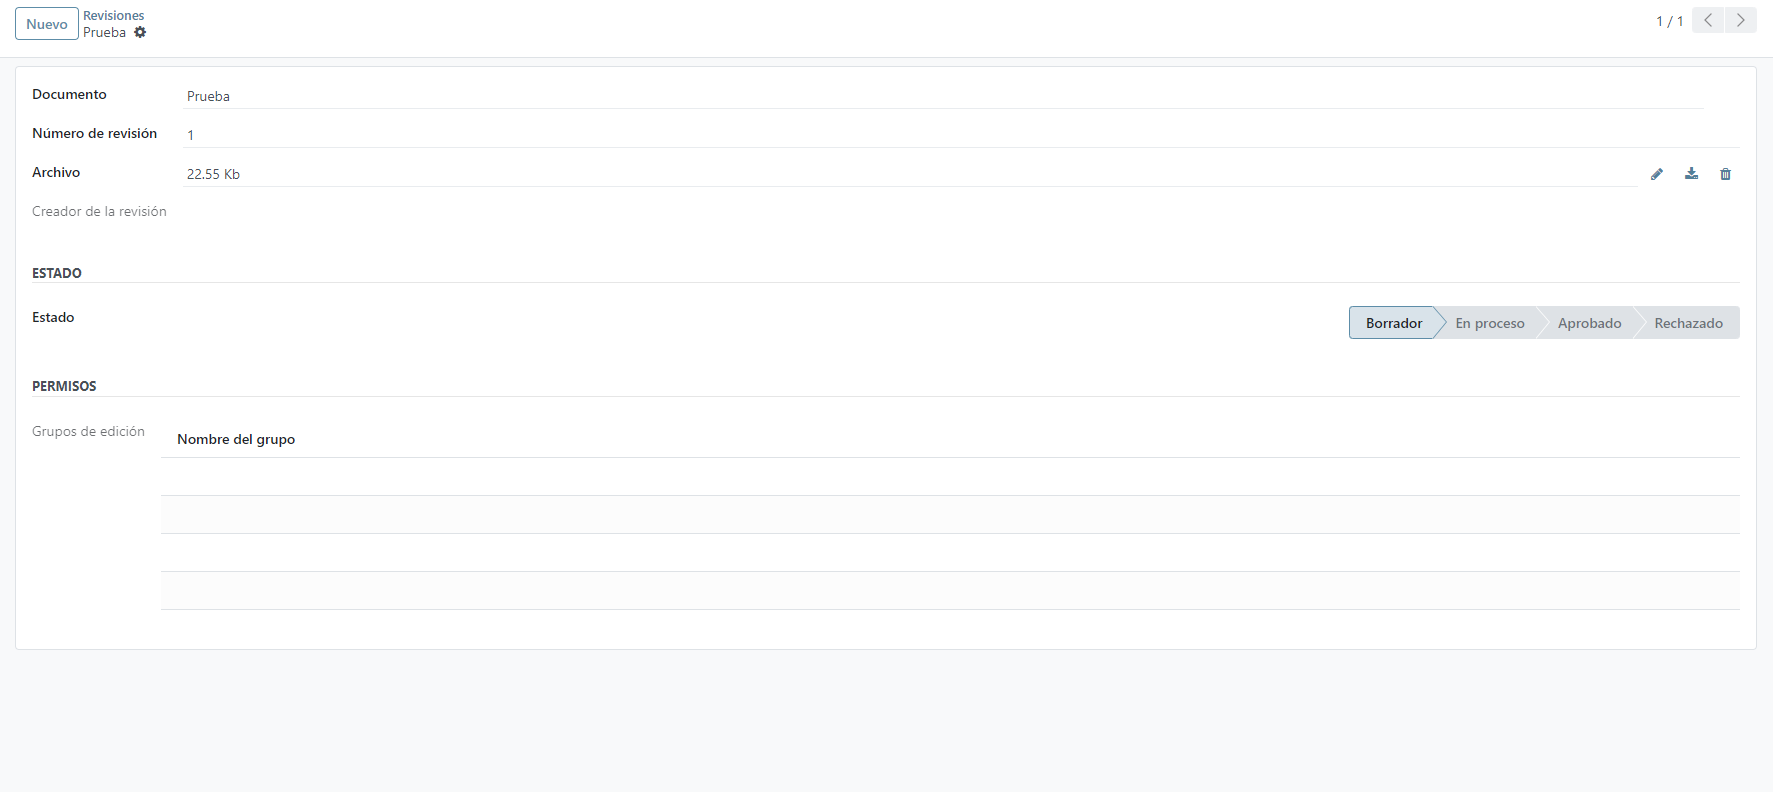 Nuevo
Revisiones
Prueba
1 / 1
Documento
Prueba
Número de revisión
1
Archivo
22.55 Kb
Creador de la revisión
ESTADO
Estado
Borrador
En proceso
Aprobado
Rechazado
PERMISOS
Grupos de edición
Nombre del grupo